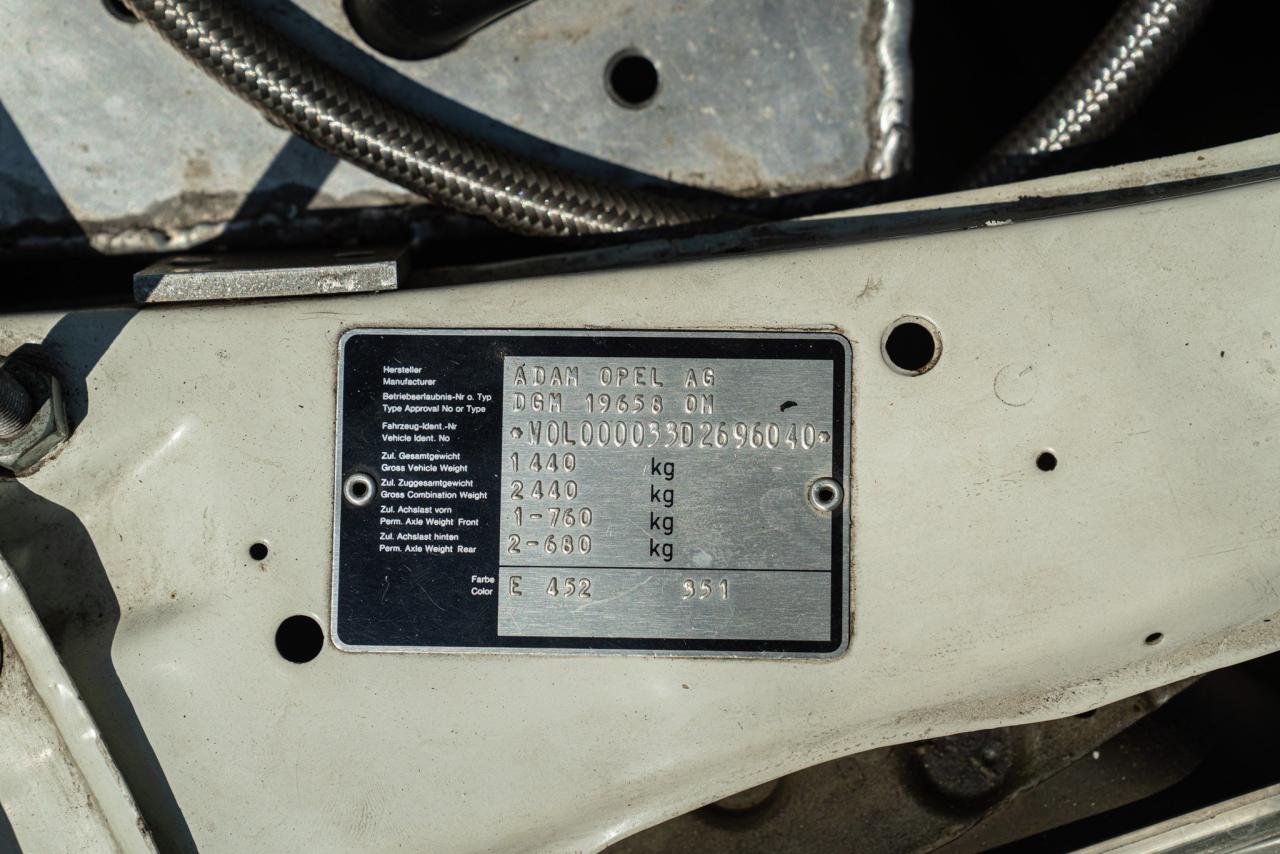 Hersteller
Manufacturer
ADAM OPEL AG
Betriebserlaubnis-Nr o. Typ
Type Approval No or Type
DGM 19658 OM
Fahrzeug-Ident.-Nr
Vehicle Ident. No
*W0L000033D2696040*
Zul. Gesamtgewicht
Gross Vehicle Weight
1440 kg
Zul. Zuggesamtgewicht
Gross Combination Weight
2440 kg
Zul. Achslast vorn
Perm. Axle Weight Front
1-760 kg
Zul. Achslast hinten
Perm. Axle Weight Rear
2-680 kg
Farbe
Color
E 452 351